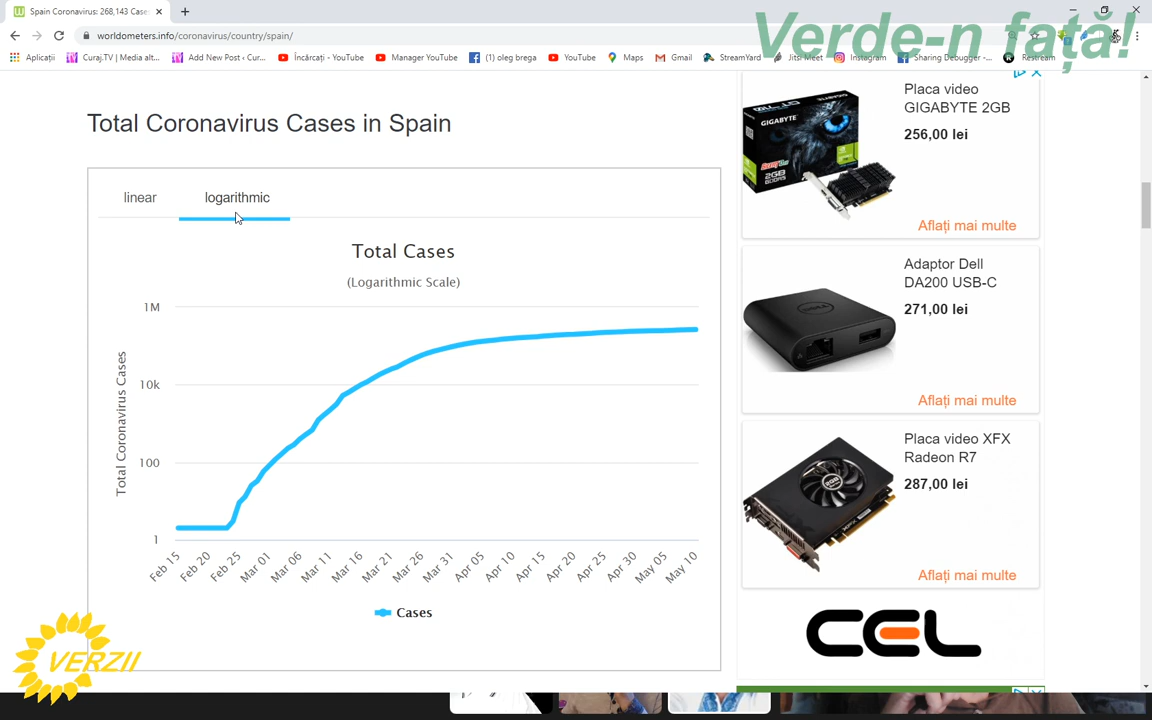 Spain Coronavirus: 268,143 Case
Verde-n față!
worldometers.info/coronavirus/country/spain/
Aplicații
Curaj.TV | Media alt...
Add New Post ‹ Cur...
Încărcați - YouTube
Manager YouTube
(1) oleg brega
YouTube
Maps
Gmail
StreamYard
Jitsi Meet
Instagram
Sharing Debugger -...
Restream
Total Coronavirus Cases in Spain
linear
logarithmic
Total Cases
(Logarithmic Scale)
Total Coronavirus Cases
1M
10k
100
1
Feb 15
Feb 20
Feb 25
Mar 01
Mar 06
Mar 11
Mar 16
Mar 21
Mar 26
Mar 31
Apr 05
Apr 10
Apr 15
Apr 20
Apr 25
Apr 30
May 05
May 10
Cases
GIGABYTE
Placa video
GIGABYTE 2GB
256,00 lei
Aflați mai multe
Adaptor Dell
DA200 USB-C
271,00 lei
Aflați mai multe
Placa video XFX
Radeon R7
287,00 lei
Aflați mai multe
CEL
VERZII